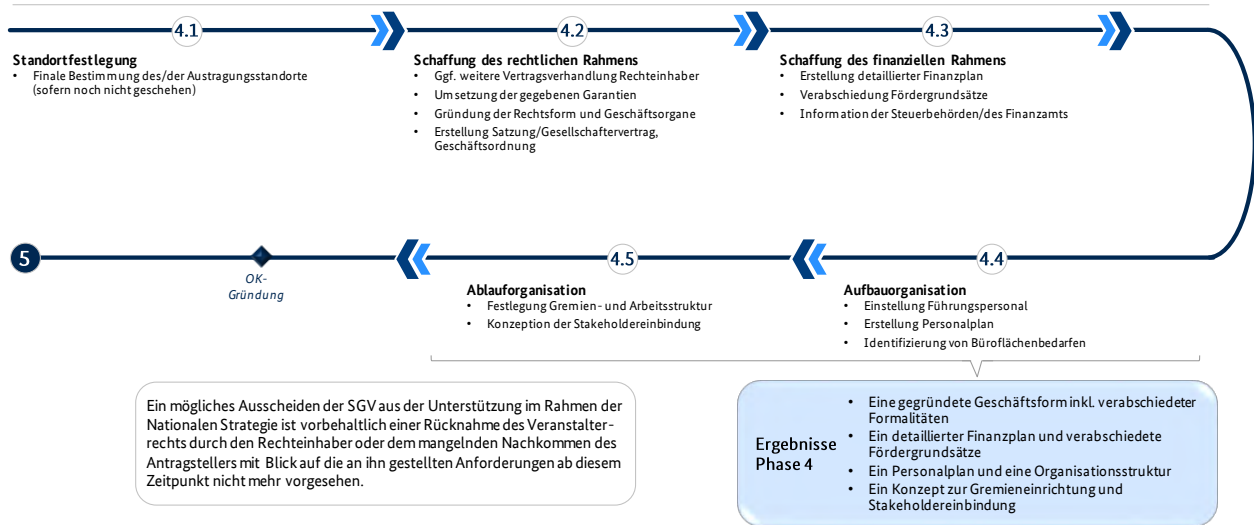 4.1
Standortfestlegung
• Finale Bestimmung des/der Austragungsstandorte
(sofern noch nicht geschehen)
4.2
Schaffung des rechtlichen Rahmens
• Ggf. weitere Vertragsverhandlung Rechteinhaber
• Umsetzung der gegebenen Garantien
• Gründung der Rechtsform und Geschäftsorgane
• Erstellung Satzung/Gesellschaftervertrag,
Geschäftsordnung
4.3
Schaffung des finanziellen Rahmens
• Erstellung detaillierter Finanzplan
• Verabschiedung Fördergrundsätze
• Information der Steuerbehörden/des Finanzamts
4.4
Aufbauorganisation
• Einstellung Führungspersonal
• Erstellung Personalplan
• Identifizierung von Büroflächenbedarfen
4.5
Ablauforganisation
• Festlegung Gremien- und Arbeitsstruktur
• Konzeption der Stakeholdereinbindung
OK-
Gründung
5
Ein mögliches Ausscheiden der SGV aus der Unterstützung im Rahmen der
Nationalen Strategie ist vorbehaltlich einer Rücknahme des Veranstalter-
rechts durch den Rechteinhaber oder dem mangelnden Nachkommen des
Antragstellers mit Blick auf die an ihn gestellten Anforderungen ab diesem
Zeitpunkt nicht mehr vorgesehen.
Ergebnisse
Phase 4
• Eine gegründete Geschäftsform inkl. verabschiedeter
Formalitäten
• Ein detaillierter Finanzplan und verabschiedete
Fördergrundsätze
• Ein Personalplan und eine Organisationsstruktur
• Ein Konzept zur Gremieneinrichtung und
Stakeholdereinbindung